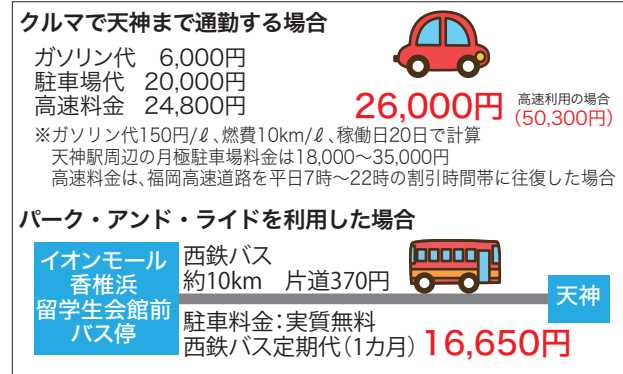 クルマで天神まで通勤する場合
ガソリン代 6,000円
駐車場代 20,000円
高速料金 24,800円
26,000円 高速利用の場合
(50,300円)
※ガソリン代150円/ℓ、燃費10km/ℓ、稼働日20日で計算
天神駅周辺の月極駐車場料金は18,000〜35,000円
高速料金は、福岡高速道路を平日7時〜22時の割引時間帯に往復した場合
パーク・アンド・ライドを利用した場合
イオンモール
香椎浜
留学生会館前
バス停
西鉄バス
約10km 片道370円
天神
駐車料金:実質無料
西鉄バス定期代(1カ月) 16,650円